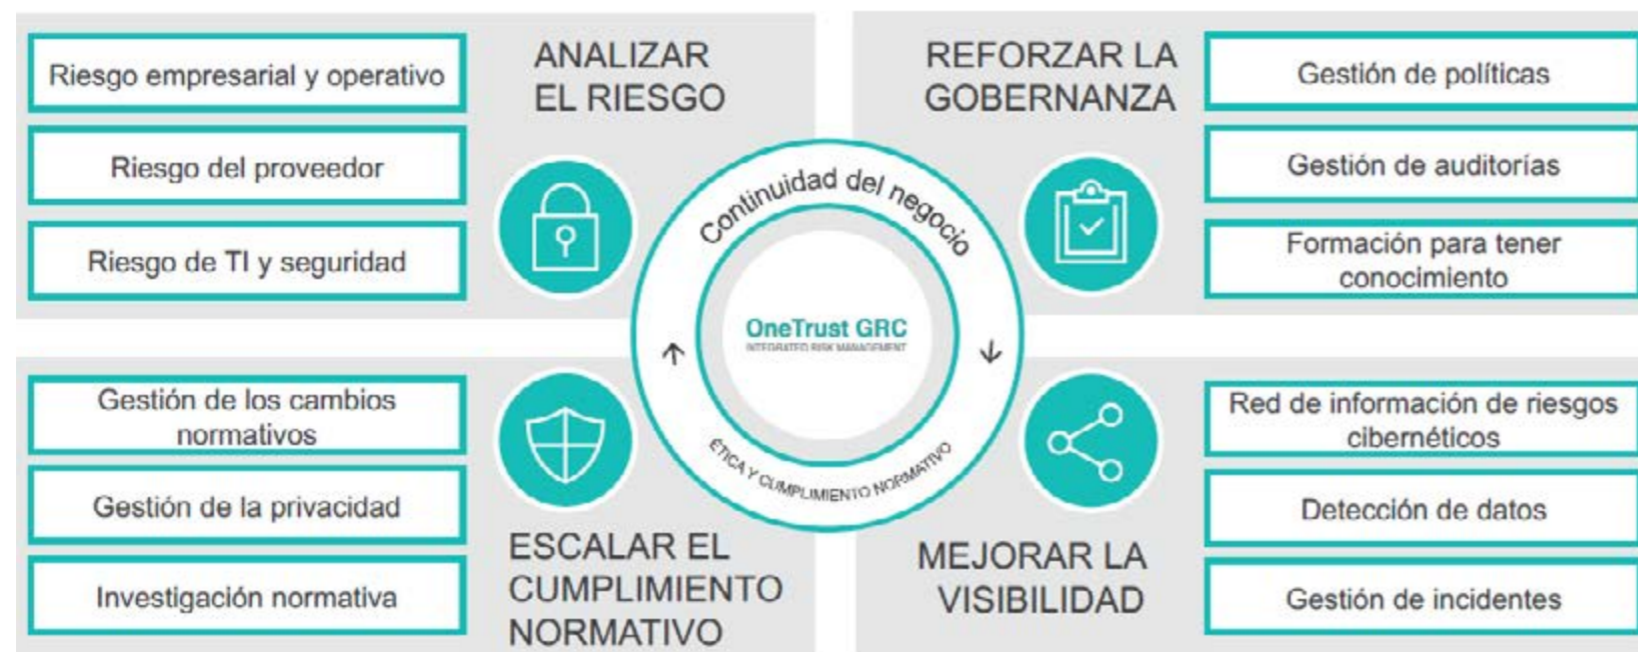 Riesgo empresarial y operativo
Riesgo del proveedor
Riesgo de TI y seguridad
ANALIZAR
EL RIESGO
REFORZAR LA
GOBERNANZA
Gestión de políticas
Gestión de auditorías
Formación para tener
conocimiento
Continuidad del negocio
OneTrust GRC
INTEGRATED RISK MANAGEMENT
ÉTICA Y CUMPLIMIENTO NORMATIVO
Gestión de los cambios
normativos
Gestión de la privacidad
Investigación normativa
ESCALAR EL
CUMPLIMIENTO
NORMATIVO
MEJORAR LA
VISIBILIDAD
Red de información de riesgos
cibernéticos
Detección de datos
Gestión de incidentes